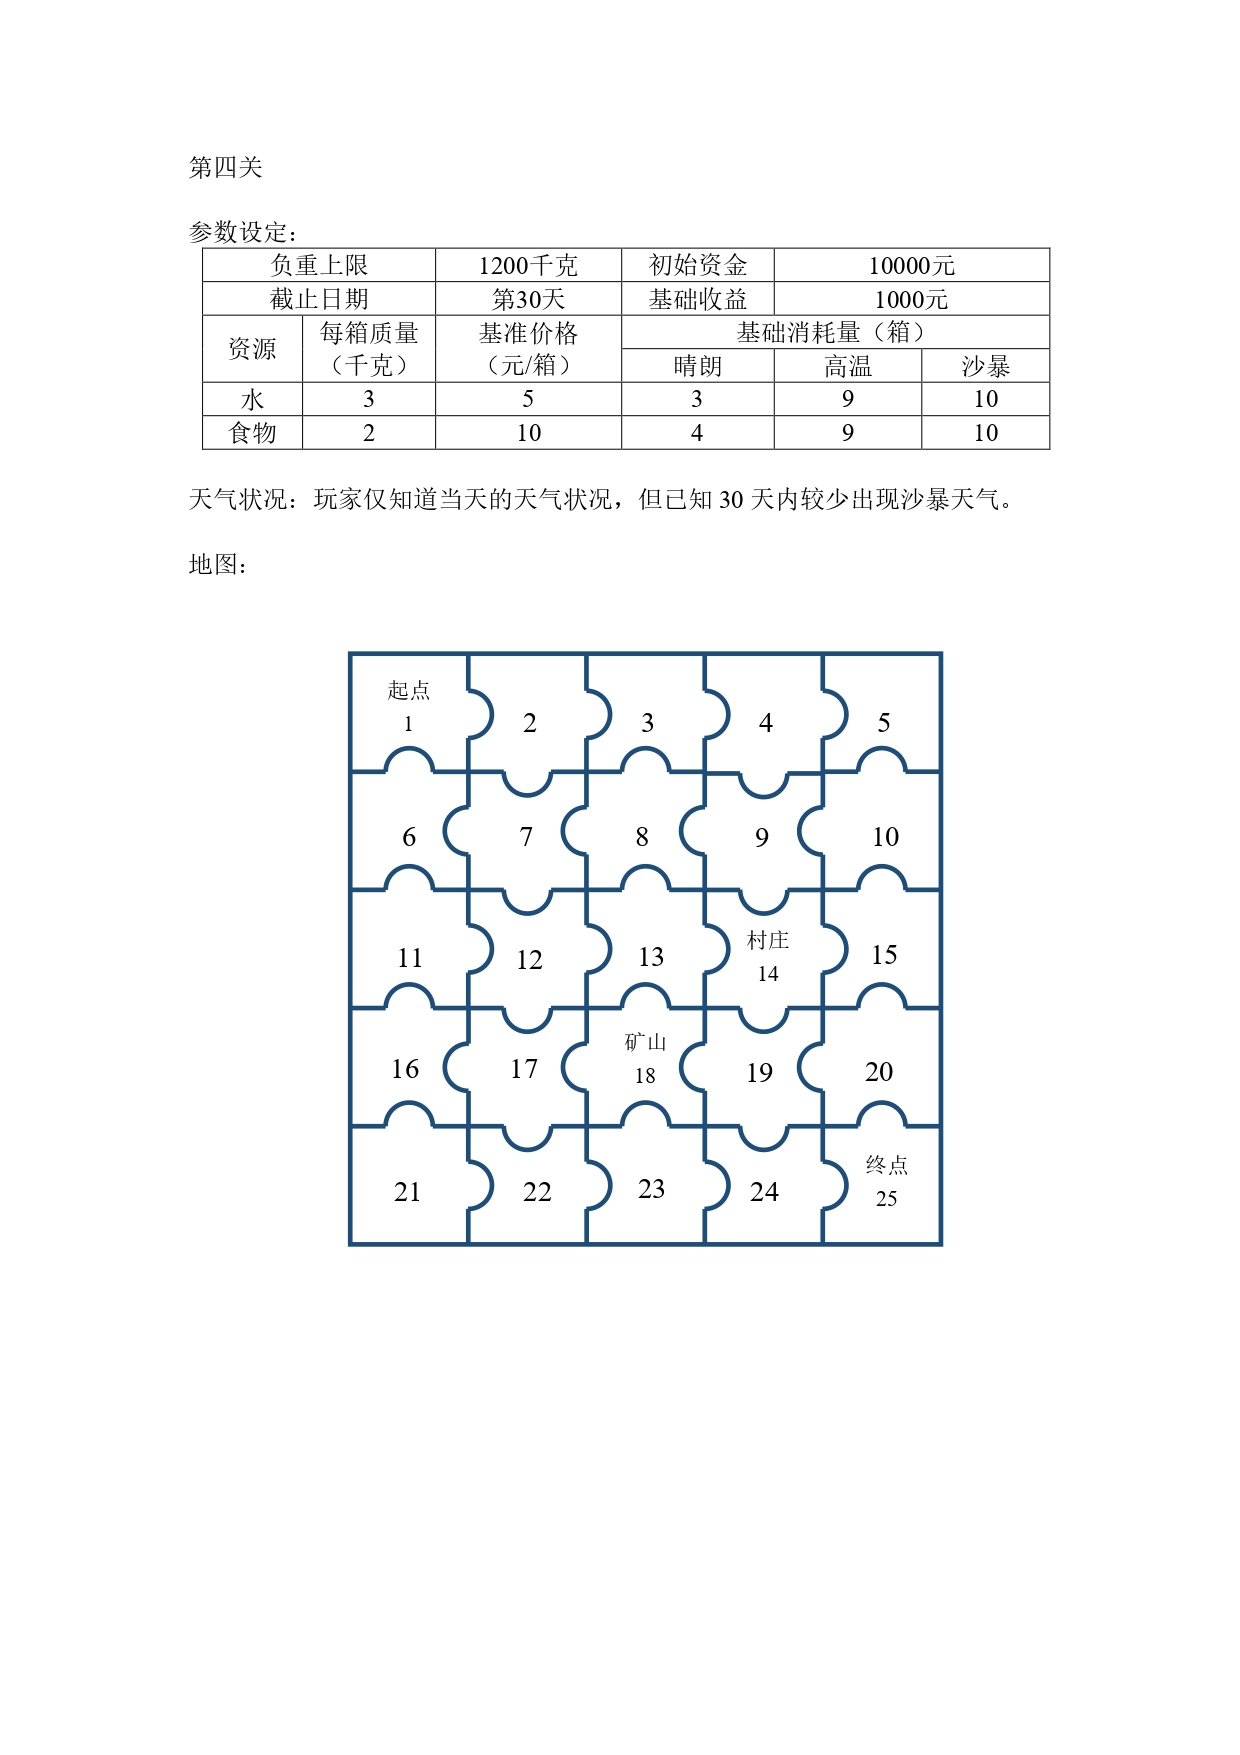 第四关
参数设定：
负重上限 1200千克 初始资金 10000元
截止日期 第30天 基础收益 1000元
资源 每箱质量（千克） 基准价格（元/箱） 基础消耗量（箱）
晴朗 高温 沙暴
水 3 5 3 9 10
食物 2 10 4 9 10
天气状况：玩家仅知道当天的天气状况，但已知 30 天内较少出现沙暴天气。
地图：
起点
1 2 3 4 5
6 7 8 9 10
11 12 13 村庄
14 15
16 17 矿山
18 19 20
21 22 23 24 终点
25